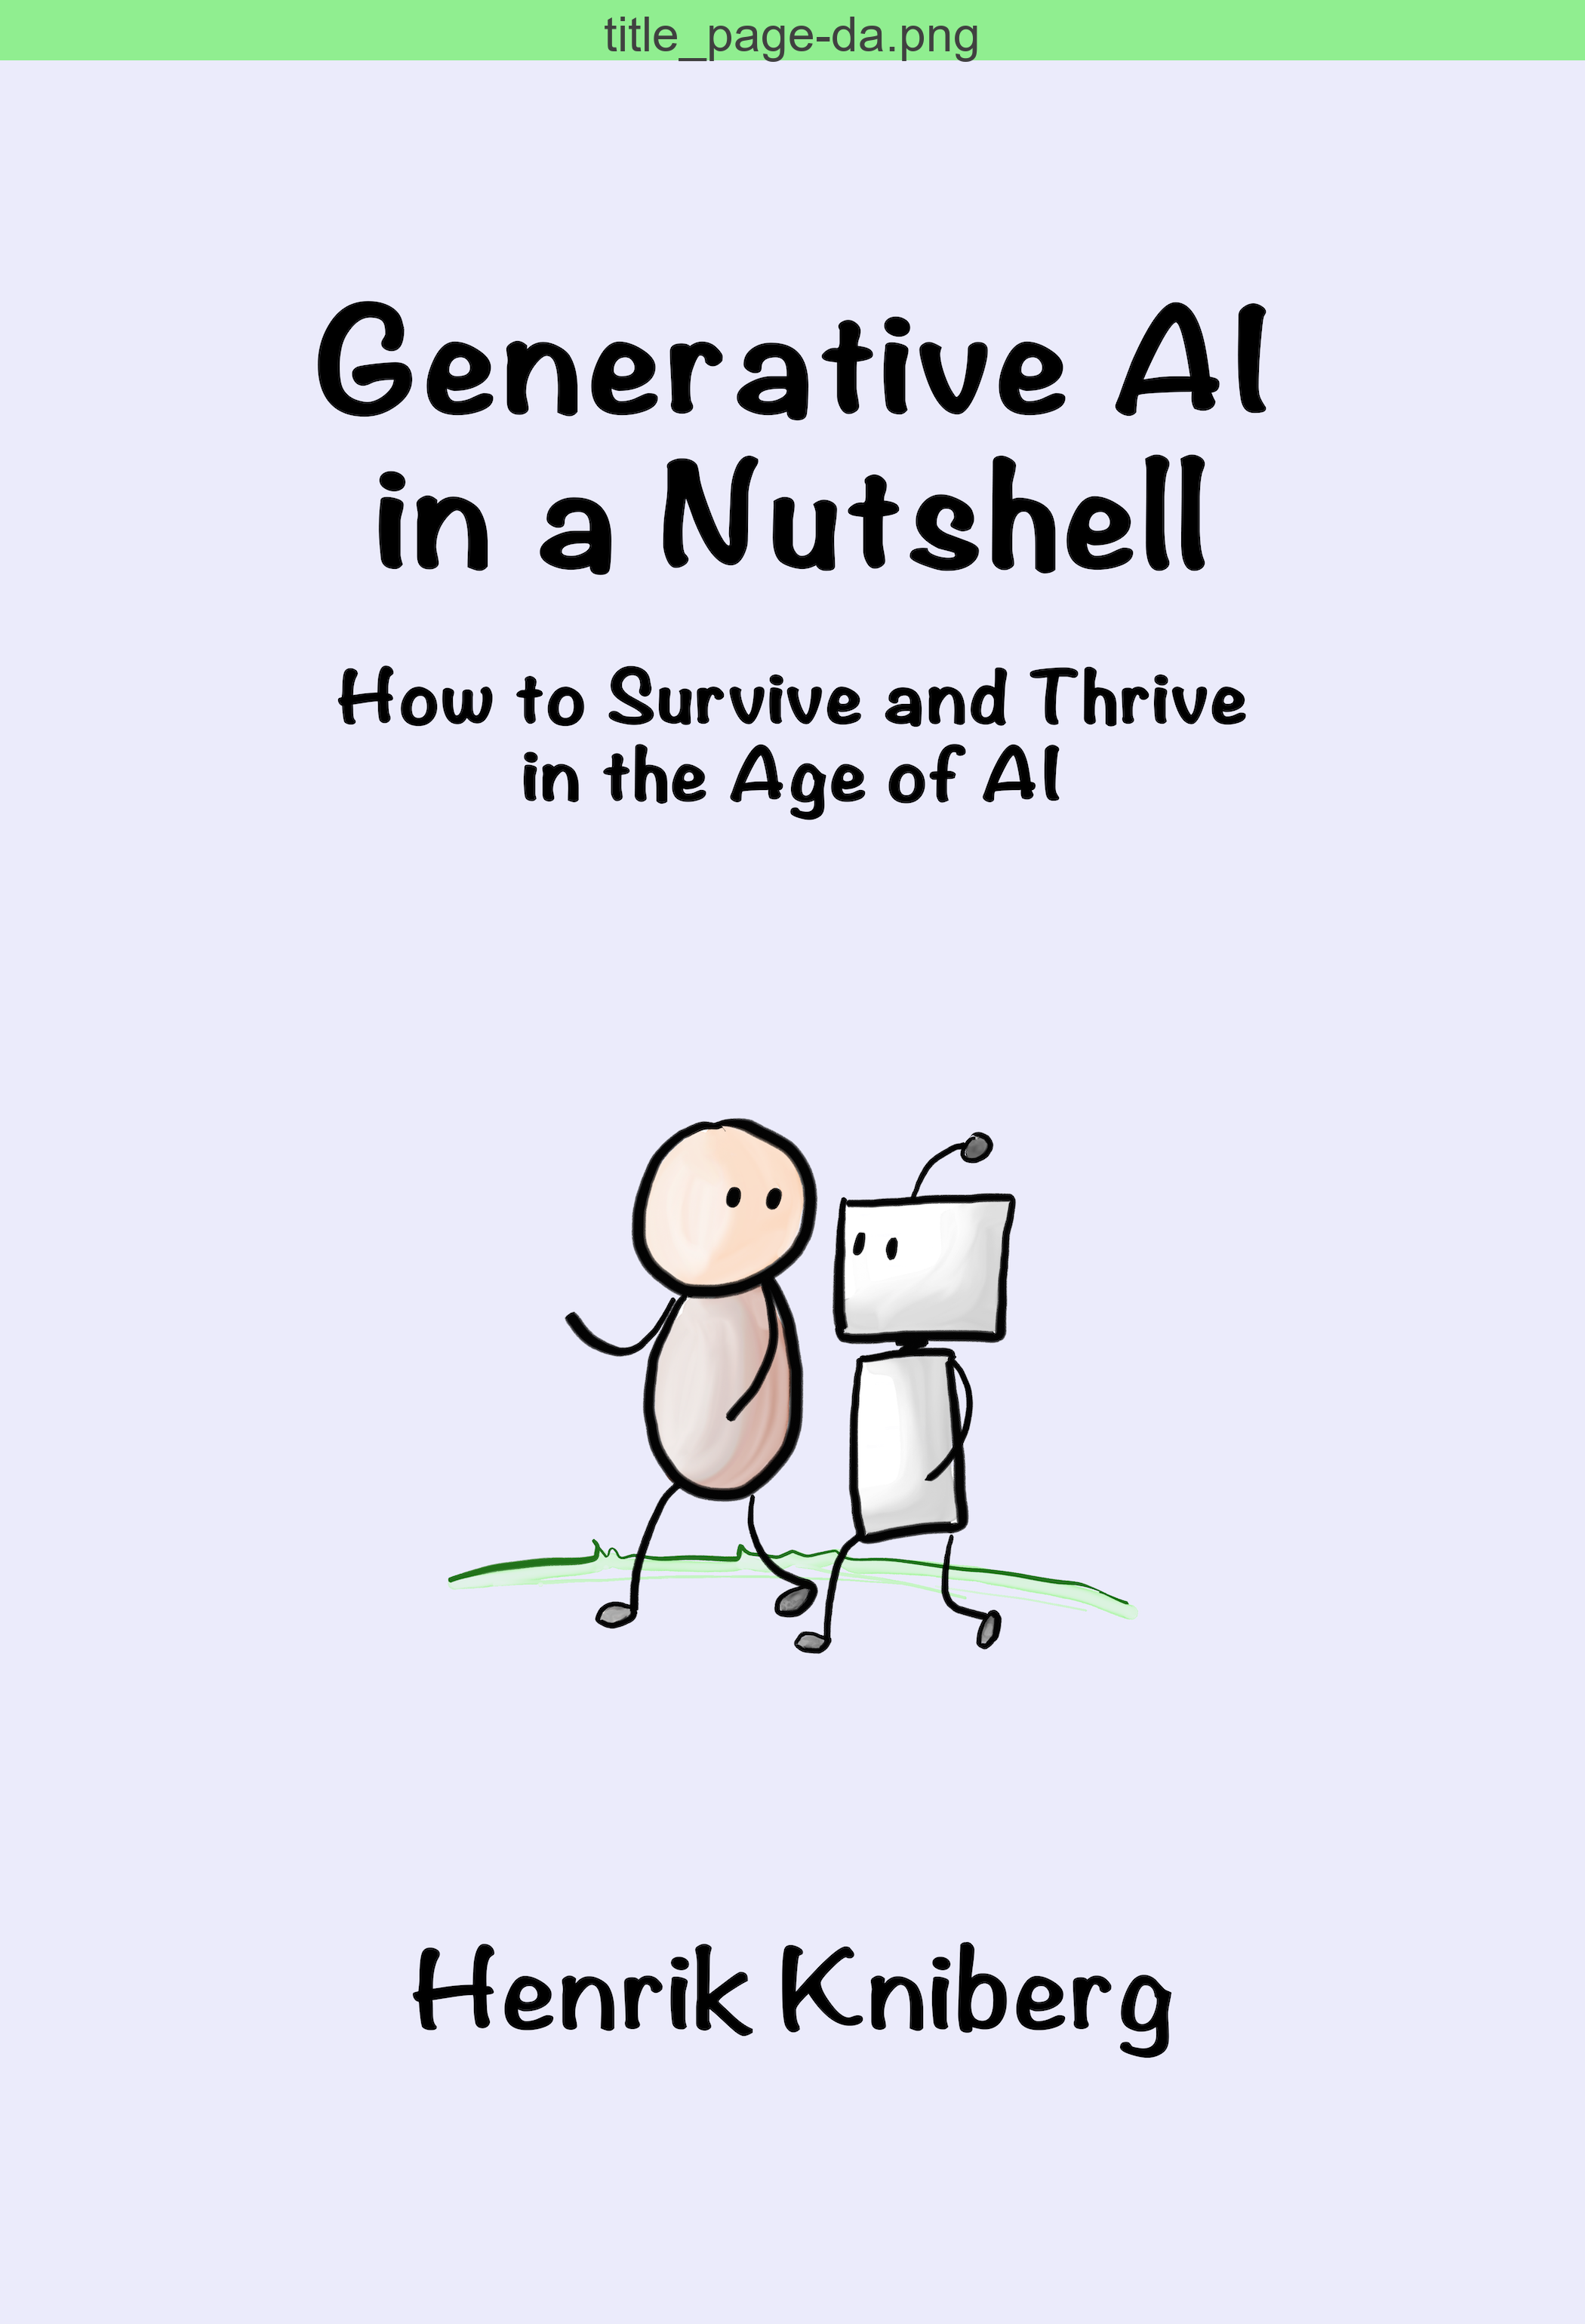 title_page-da.png
Generative AI
in a Nutshell
How to Survive and Thrive
in the Age of AI
Henrik Kniberg